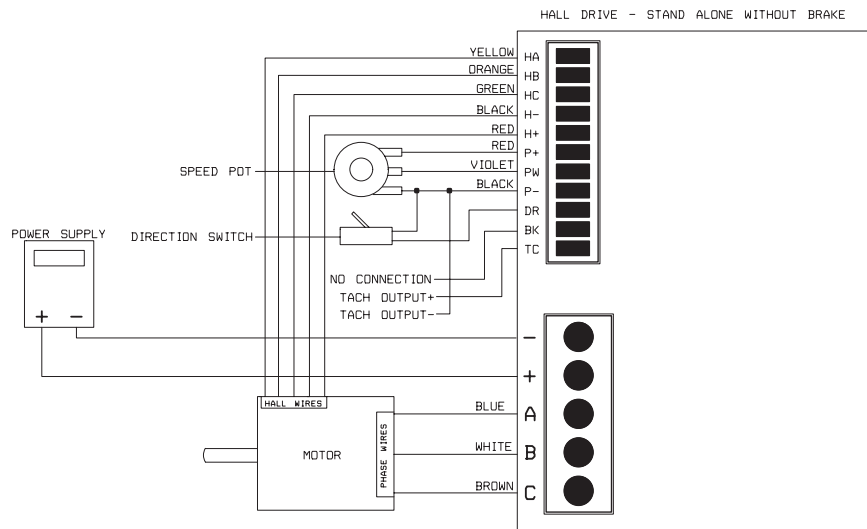 HALL DRIVE - STAND ALONE WITHOUT BRAKE
YELLOW HA
ORANGE HB
GREEN HC
BLACK H-
RED H+
RED P+
SPEED POT VIOLET PW
BLACK P-
DR
POWER SUPPLY DIRECTION SWITCH BK
TC
NO CONNECTION
TACH OUTPUT+
TACH OUTPUT-
+ -
-
+
HALL WIRES
BLUE A
PHASE WIRES
MOTOR
WHITE B
BROWN C